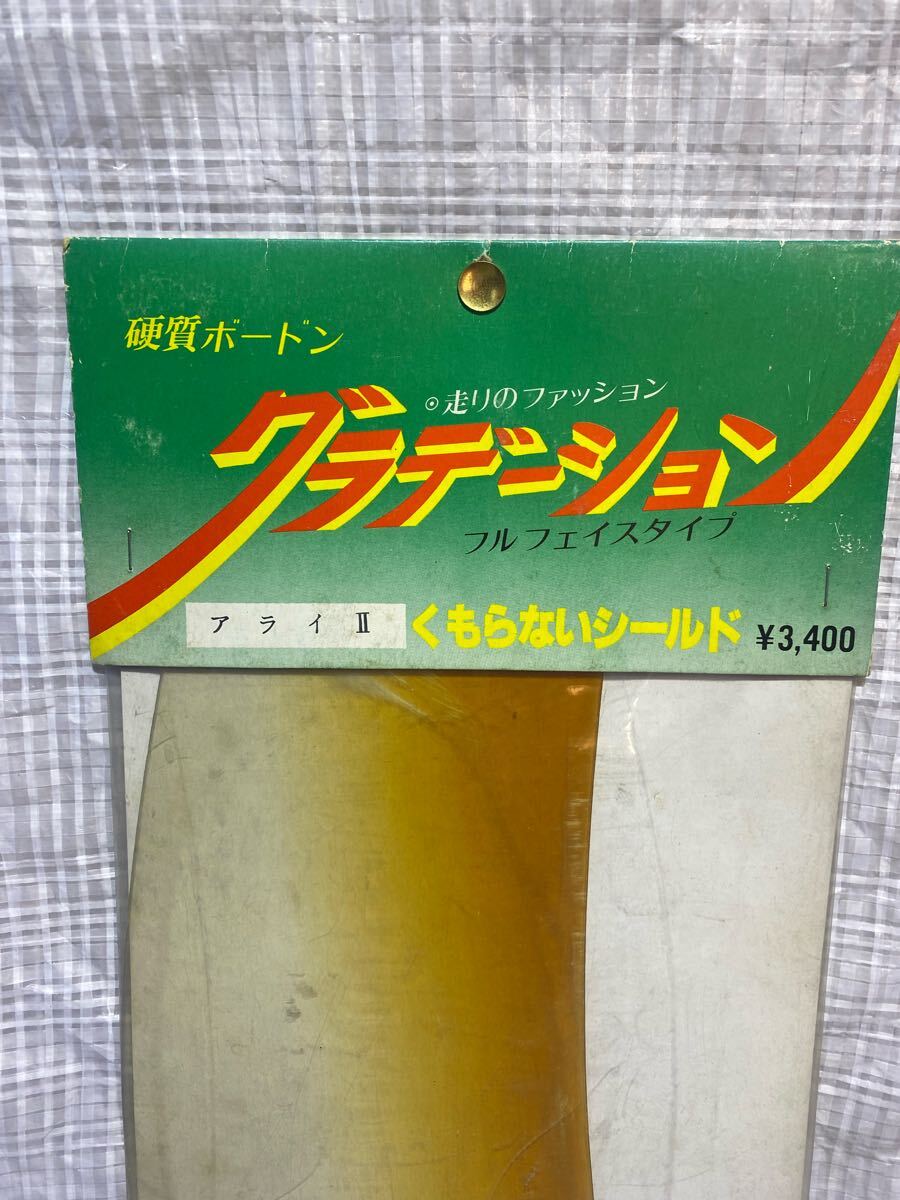 硬質ボードン
⊙走りのファッション
グラデーション
フルフェイスタイプ
アライⅡ
くもらないシールド ¥3,400